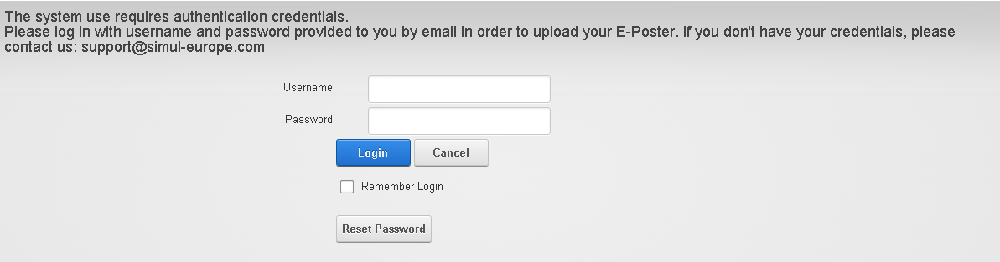 The system use requires authentication credentials.
Please log in with username and password provided to you by email in order to upload your E-Poster. If you don't have your credentials, please
contact us: support@simul-europe.com
Username:
Password:
Login Cancel
Remember Login
Reset Password